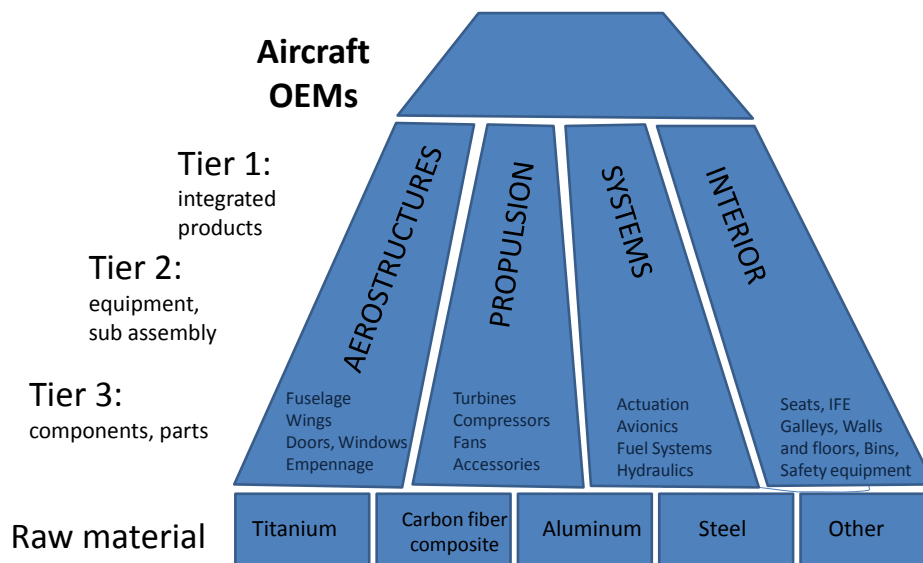 Aircraft
OEMs
Tier 1:
integrated
products
Tier 2:
equipment,
sub assembly
Tier 3:
components, parts
AEROSTRUCTURES
PROPULSION
SYSTEMS
INTERIOR
Fuselage
Wings
Doors, Windows
Empennage
Turbines
Compressors
Fans
Accessories
Actuation
Avionics
Fuel Systems
Hydraulics
Seats, IFE
Galleys, Walls
and floors, Bins,
Safety equipment
Raw material
Titanium
Carbon fiber
composite
Aluminum
Steel
Other